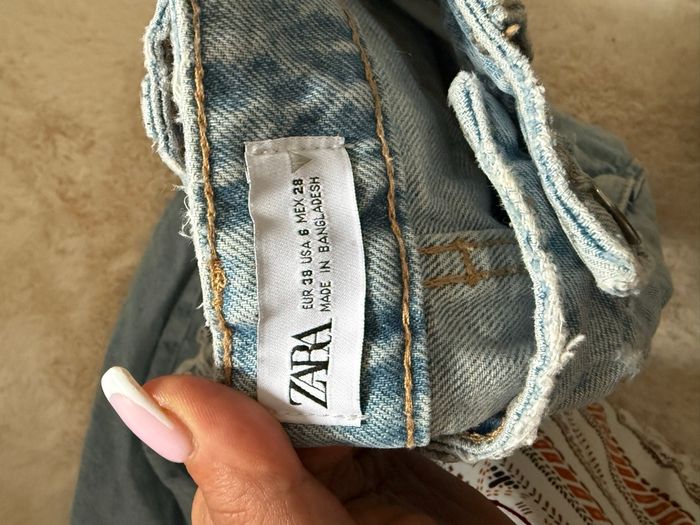 ZARA
EUR 38 USA 6 MEX 28
MADE IN BANGLADESH